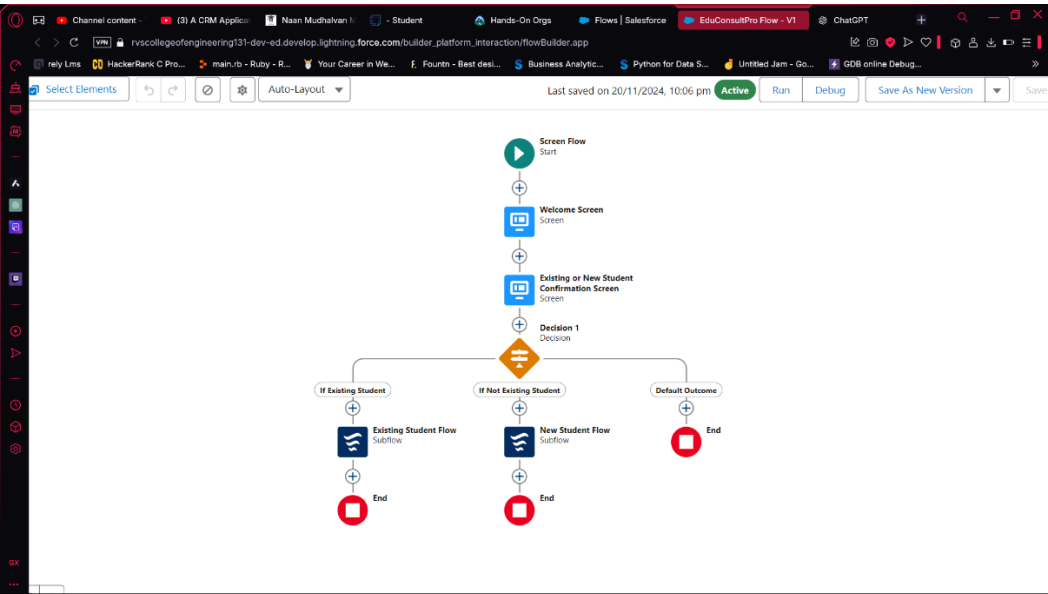 Channel content -
(3) A CRM Applicat
Naan Mudhalvan
- Student
Hands-On Orgs
Flows | Salesforce
EduConsultPro Flow - V1
ChatGPT
VPN
rvscollegeofengineering131-dev-ed.develop.lightning.force.com/builder_platform_interaction/flowBuilder.app
rely Lms
HackerRank C Pro...
main.rb - Ruby - R...
Your Career in We...
Fountn - Best desi...
Business Analytic...
Python for Data S...
Untitled Jam - Go...
GDB online Debug...
Select Elements
Auto-Layout
Last saved on 20/11/2024, 10:06 pm
Active
Run
Debug
Save As New Version
Save
Screen Flow
Start
Welcome Screen
Screen
Existing or New Student
Confirmation Screen
Screen
Decision 1
Decision
If Existing Student
If Not Existing Student
Default Outcome
Existing Student Flow
Subflow
New Student Flow
Subflow
End
End
End
GX